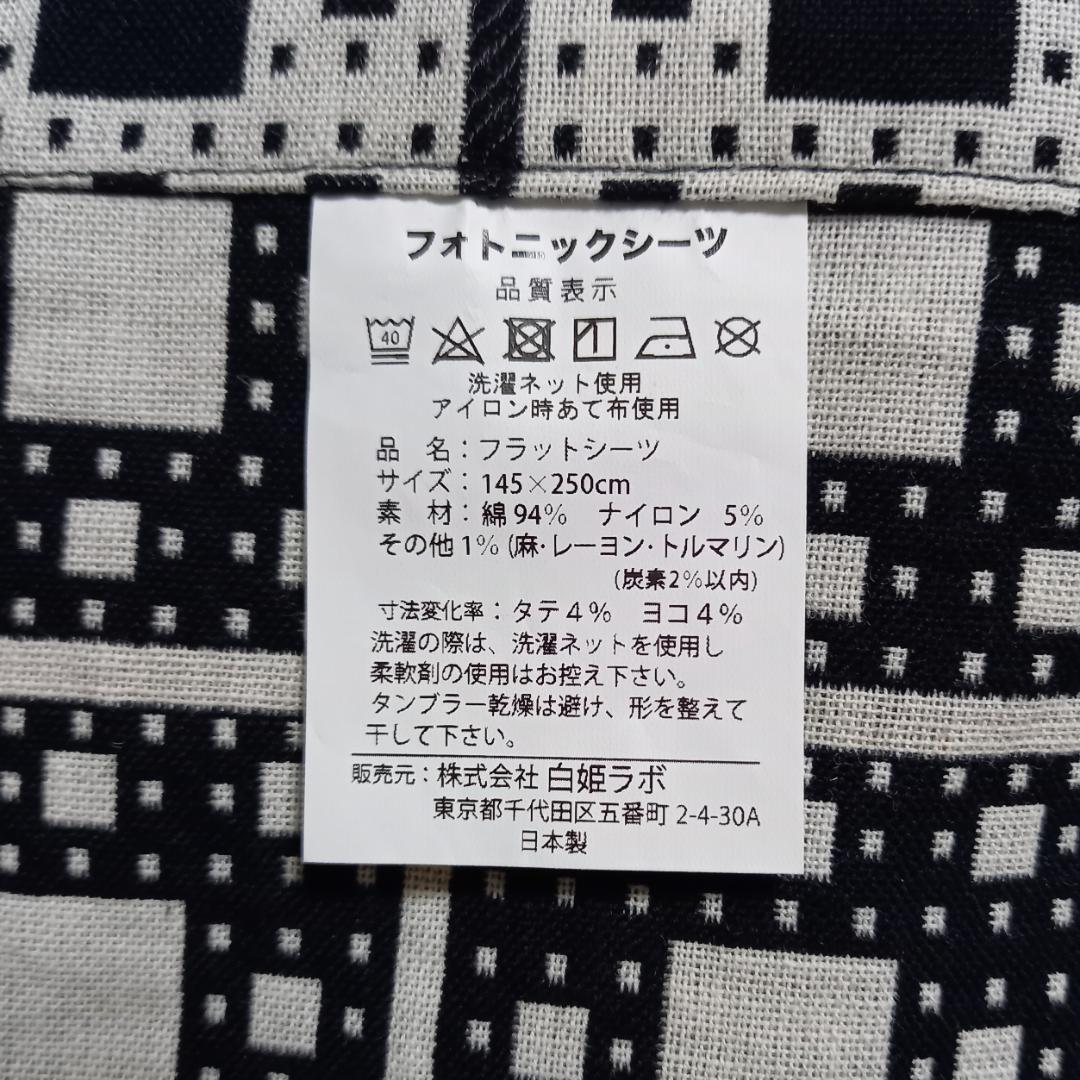 フォトニックシーツ
品質表示
40
洗濯ネット使用
アイロン時あて布使用
品 名：フラットシーツ
サイズ：145×250cm
素 材：綿94% ナイロン 5%
その他1%(麻･レーヨン･トルマリン)
(炭素2%以内)
寸法変化率：タテ4% ヨコ4%
洗濯の際は、洗濯ネットを使用し
柔軟剤の使用はお控え下さい。
タンブラー乾燥は避け、形を整えて
干して下さい。
販売元：株式会社 白姫ラボ
東京都千代田区五番町 2-4-30A
日本製